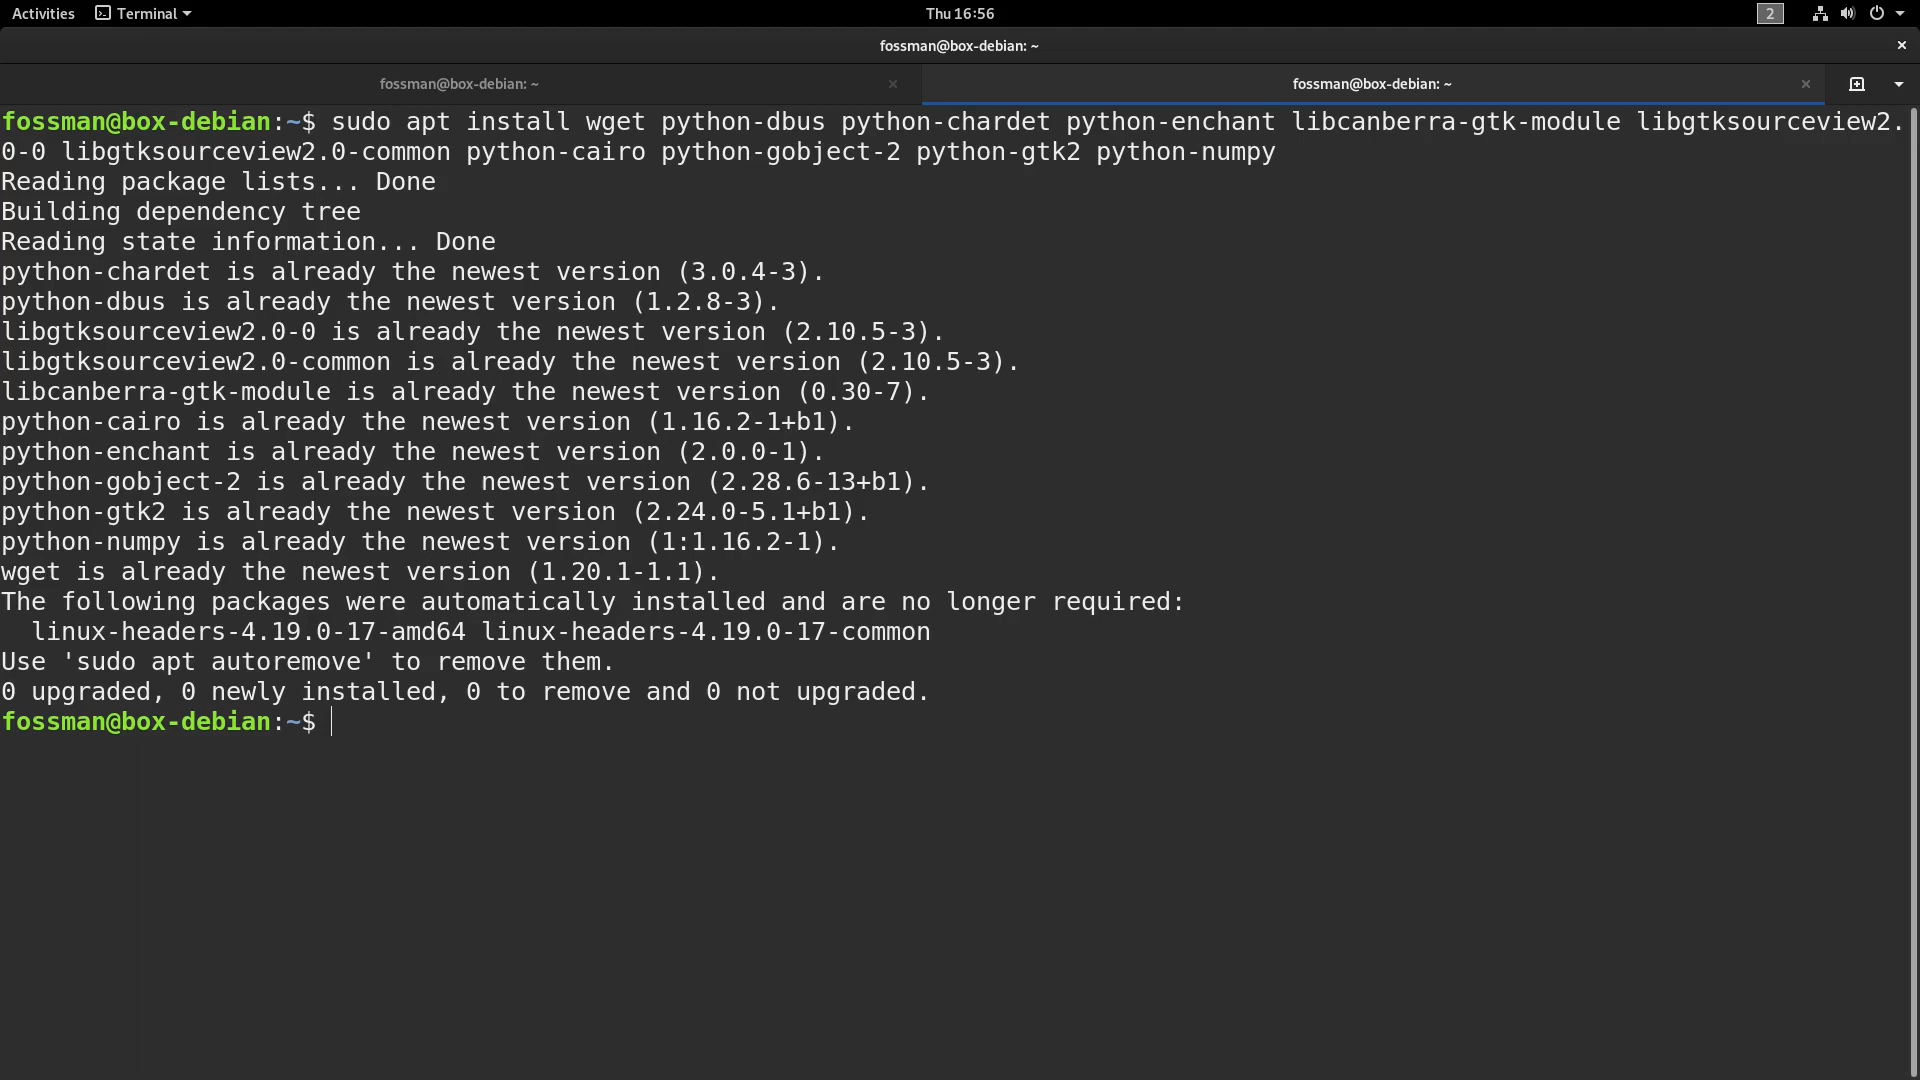 Activities Terminal Thu 16:56 2
fossman@box-debian: ~
fossman@box-debian: ~ fossman@box-debian: ~
fossman@box-debian:~$ sudo apt install wget python-dbus python-chardet python-enchant libcanberra-gtk-module libgtksourceview2.
0-0 libgtksourceview2.0-common python-cairo python-gobject-2 python-gtk2 python-numpy
Reading package lists... Done
Building dependency tree
Reading state information... Done
python-chardet is already the newest version (3.0.4-3).
python-dbus is already the newest version (1.2.8-3).
libgtksourceview2.0-0 is already the newest version (2.10.5-3).
libgtksourceview2.0-common is already the newest version (2.10.5-3).
libcanberra-gtk-module is already the newest version (0.30-7).
python-cairo is already the newest version (1.16.2-1+b1).
python-enchant is already the newest version (2.0.0-1).
python-gobject-2 is already the newest version (2.28.6-13+b1).
python-gtk2 is already the newest version (2.24.0-5.1+b1).
python-numpy is already the newest version (1:1.16.2-1).
wget is already the newest version (1.20.1-1.1).
The following packages were automatically installed and are no longer required:
  linux-headers-4.19.0-17-amd64 linux-headers-4.19.0-17-common
Use 'sudo apt autoremove' to remove them.
0 upgraded, 0 newly installed, 0 to remove and 0 not upgraded.
fossman@box-debian:~$